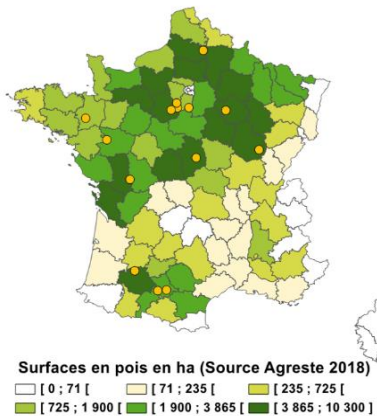 Surfaces en pois en ha (Source Agreste 2018)
[ 0 ; 71 [ [ 71 ; 235 [ [ 235 ; 725 [
[ 725 ; 1 900 [ [ 1 900 ; 3 865 [ [ 3 865 ; 10 300 ]